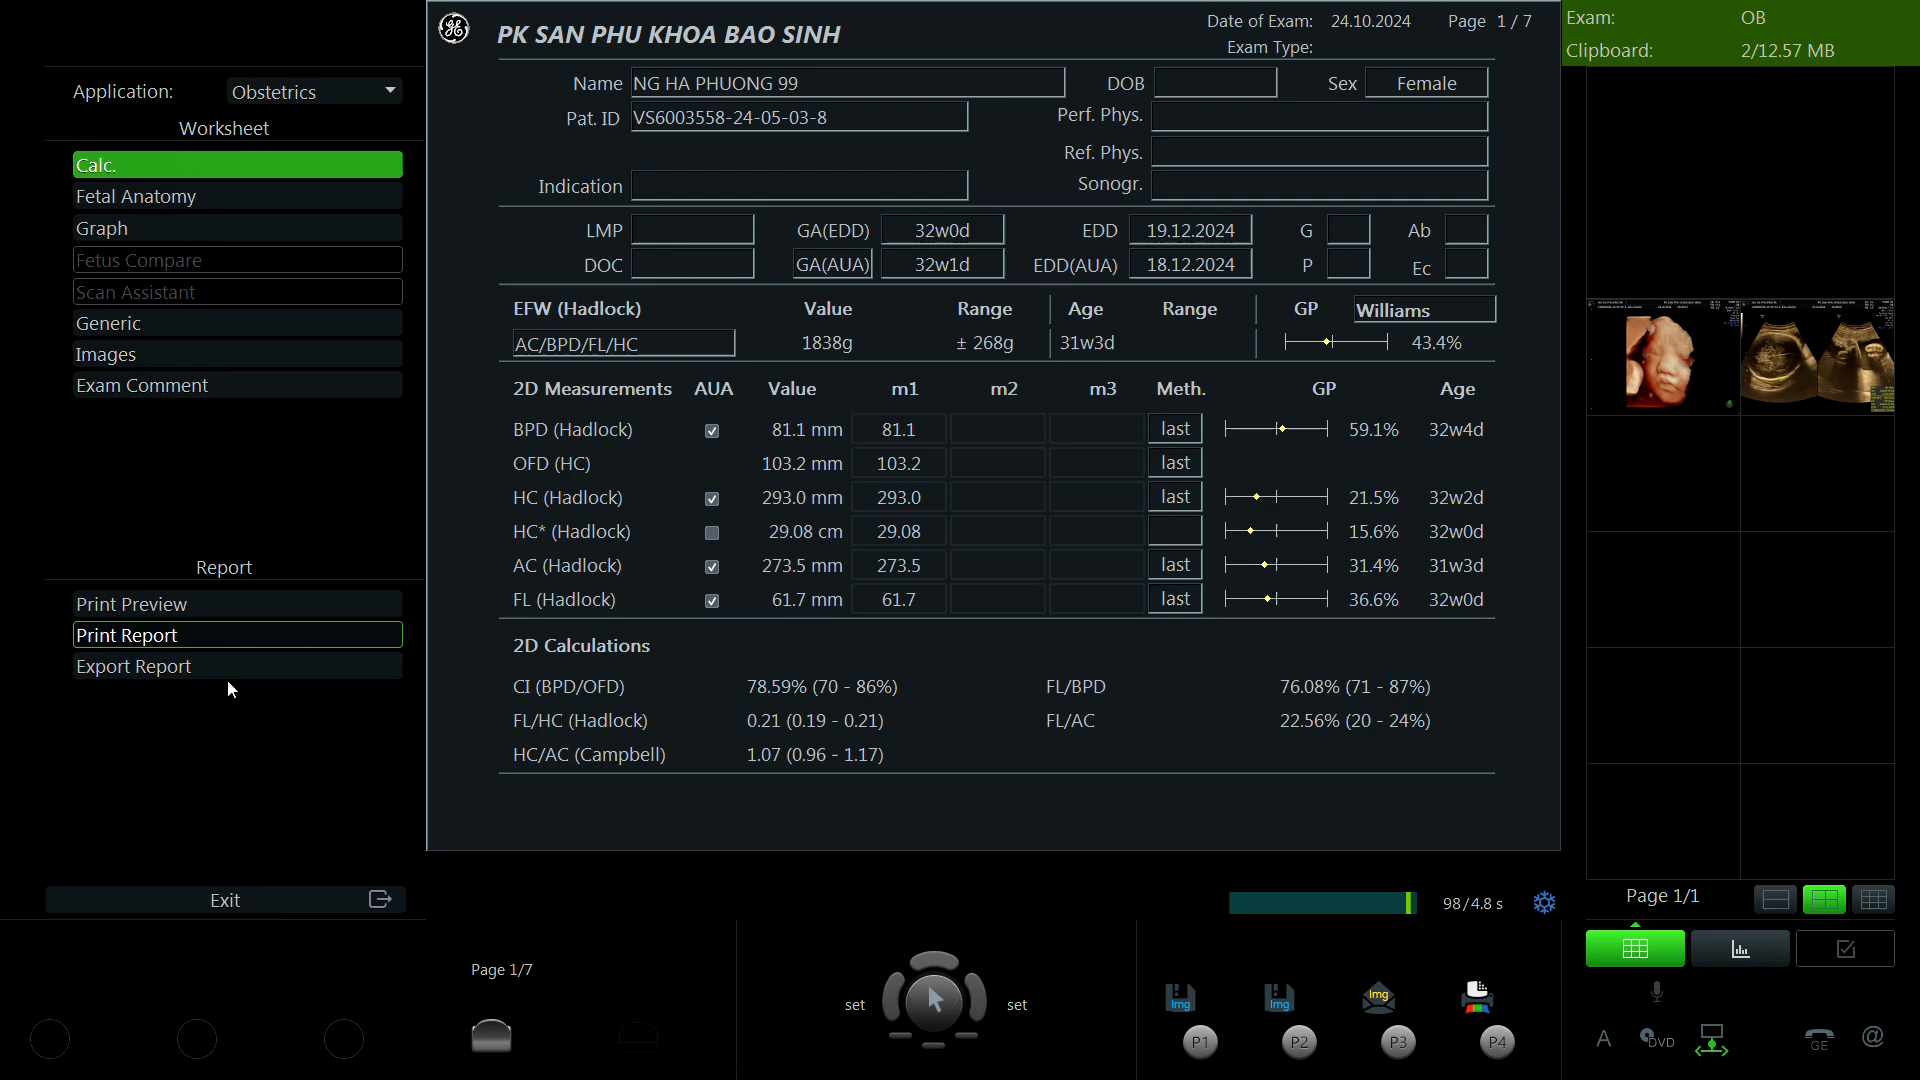 Application: Obstetrics
Worksheet
Calc.
Fetal Anatomy
Graph
Fetus Compare
Scan Assistant
Generic
Images
Exam Comment
Report
Print Preview
Print Report
Export Report
Exit
PK SAN PHU KHOA BAO SINH
Date of Exam: 24.10.2024 Page 1 / 7
Exam Type:
Name NG HA PHUONG 99 DOB Sex Female
Pat. ID VS6003558-24-05-03-8 Perf. Phys.
Ref. Phys.
Indication Sonogr.
LMP GA(EDD) 32w0d EDD 19.12.2024 G Ab
DOC GA(AUA) 32w1d EDD(AUA) 18.12.2024 P Ec
EFW (Hadlock) Value Range Age Range GP Williams
AC/BPD/FL/HC 1838g ± 268g 31w3d 43.4%
2D Measurements AUA Value m1 m2 m3 Meth. GP Age
BPD (Hadlock) 81.1 mm 81.1 last 59.1% 32w4d
OFD (HC) 103.2 mm 103.2 last
HC (Hadlock) 293.0 mm 293.0 last 21.5% 32w2d
HC* (Hadlock) 29.08 cm 29.08 15.6% 32w0d
AC (Hadlock) 273.5 mm 273.5 last 31.4% 31w3d
FL (Hadlock) 61.7 mm 61.7 last 36.6% 32w0d
2D Calculations
CI (BPD/OFD) 78.59% (70 - 86%) FL/BPD 76.08% (71 - 87%)
FL/HC (Hadlock) 0.21 (0.19 - 0.21) FL/AC 22.56% (20 - 24%)
HC/AC (Campbell) 1.07 (0.96 - 1.17)
98/4.8 s
Page 1/7
set set
Img Img Img
P1 P2 P3 P4
Exam: OB
Clipboard: 2/12.57 MB
Page 1/1
A DVD GE @